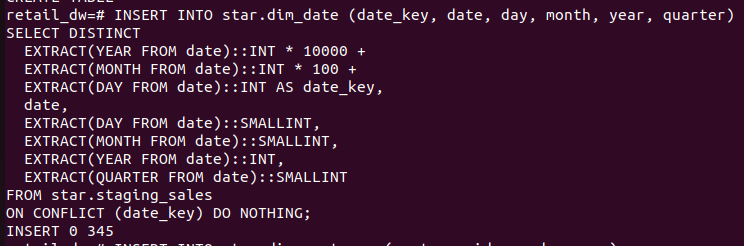 retail_dw=# INSERT INTO star.dim_date (date_key, date, day, month, year, quarter)
SELECT DISTINCT
  EXTRACT(YEAR FROM date)::INT * 10000 +
  EXTRACT(MONTH FROM date)::INT * 100 +
  EXTRACT(DAY FROM date)::INT AS date_key,
  date,
  EXTRACT(DAY FROM date)::SMALLINT,
  EXTRACT(MONTH FROM date)::SMALLINT,
  EXTRACT(YEAR FROM date)::INT,
  EXTRACT(QUARTER FROM date)::SMALLINT
FROM star.staging_sales
ON CONFLICT (date_key) DO NOTHING;
INSERT 0 345